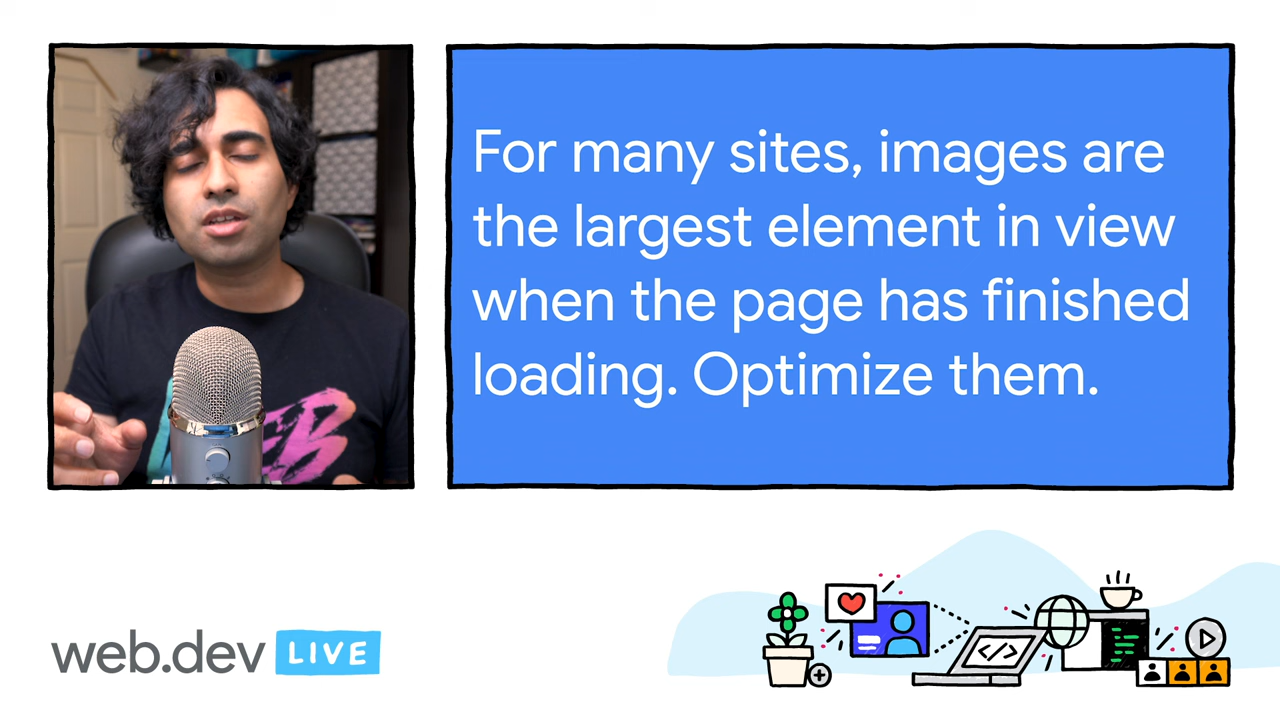 For many sites, images are
the largest element in view
when the page has finished
loading. Optimize them.
web.dev LIVE